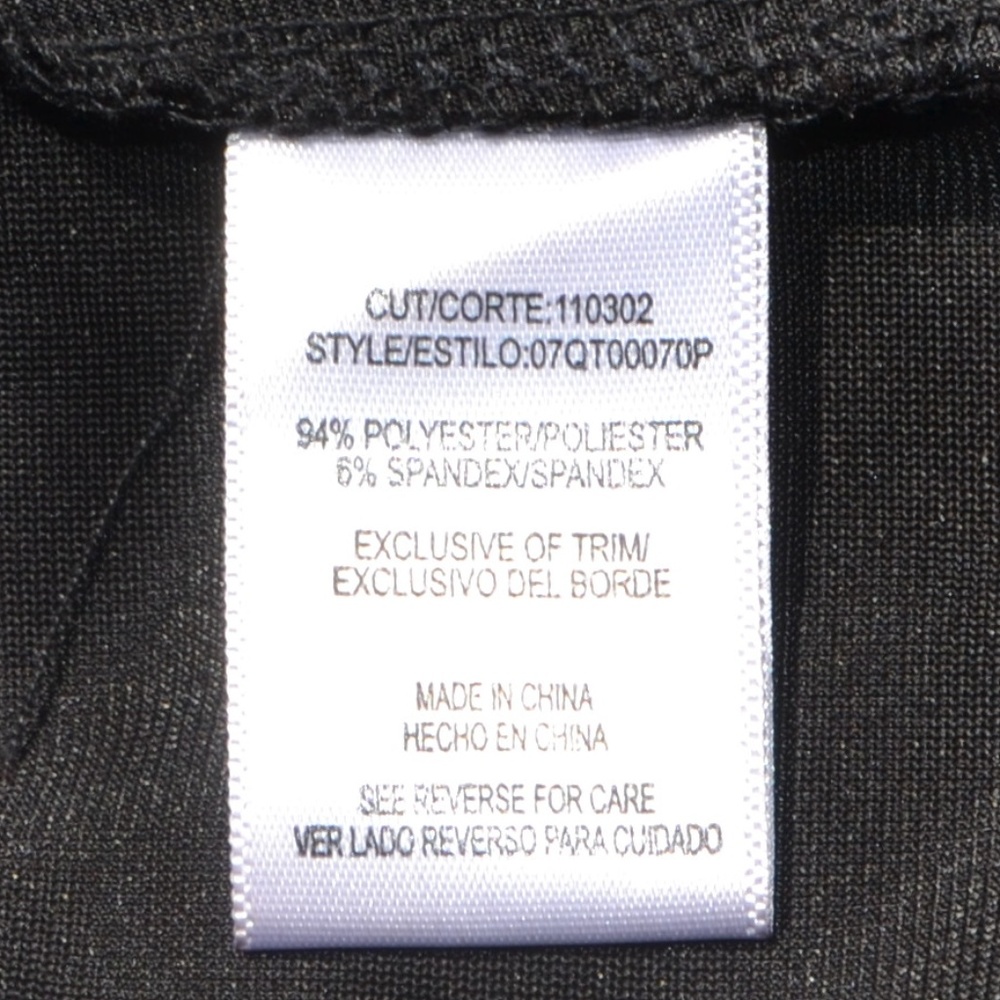 CUT/CORTE:110302
STYLE/ESTILO:07QT00070P
94% POLYESTER/POLIESTER
6% SPANDEX/SPANDEX
EXCLUSIVE OF TRIM/
EXCLUSIVO DEL BORDE
MADE IN CHINA
HECHO EN CHINA
SEE REVERSE FOR CARE
VER LADO REVERSO PARA CUIDADO